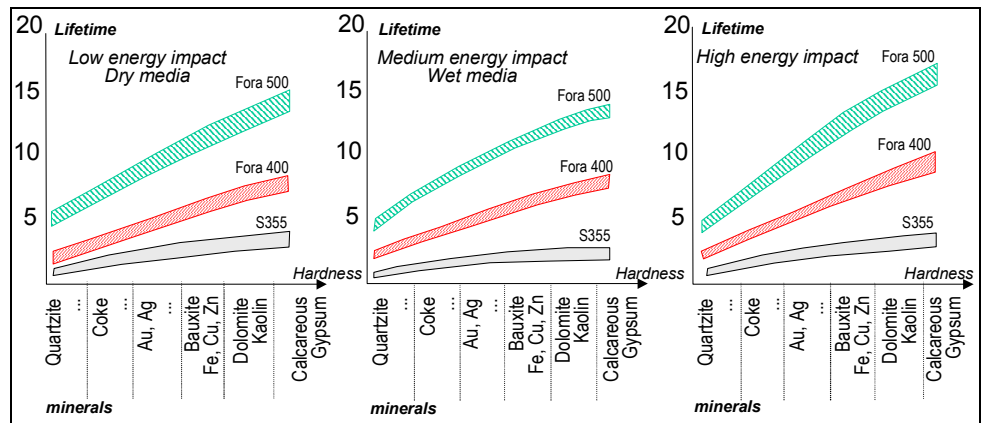 20
Lifetime
Low energy impact
Dry media
Fora 500
15
10
Fora 400
5
S355
Hardness
Quartzite
...
Coke
...
Au, Ag
...
Bauxite
Fe, Cu, Zn
Dolomite
Kaolin
Calcareous
Gypsum
minerals
20
Lifetime
Medium energy impact
Wet media
Fora 500
15
10
Fora 400
5
S355
Hardness
Quartzite
...
Coke
...
Au, Ag
...
Bauxite
Fe, Cu, Zn
Dolomite
Kaolin
Calcareous
Gypsum
minerals
20
Lifetime
High energy impact
Fora 500
15
10
Fora 400
5
S355
Hardness
Quartzite
...
Coke
...
Au, Ag
...
Bauxite
Fe, Cu, Zn
Dolomite
Kaolin
Calcareous
Gypsum
minerals